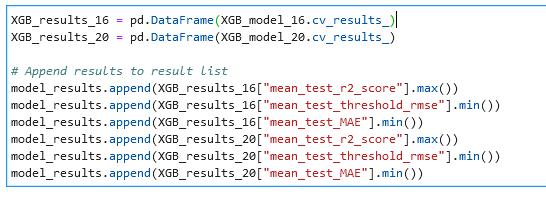 XGB_results_16 = pd.DataFrame(XGB_model_16.cv_results_)
XGB_results_20 = pd.DataFrame(XGB_model_20.cv_results_)
# Append results to result list
model_results.append(XGB_results_16["mean_test_r2_score"].max())
model_results.append(XGB_results_16["mean_test_threshold_rmse"].min())
model_results.append(XGB_results_16["mean_test_MAE"].min())
model_results.append(XGB_results_20["mean_test_r2_score"].max())
model_results.append(XGB_results_20["mean_test_threshold_rmse"].min())
model_results.append(XGB_results_20["mean_test_MAE"].min())